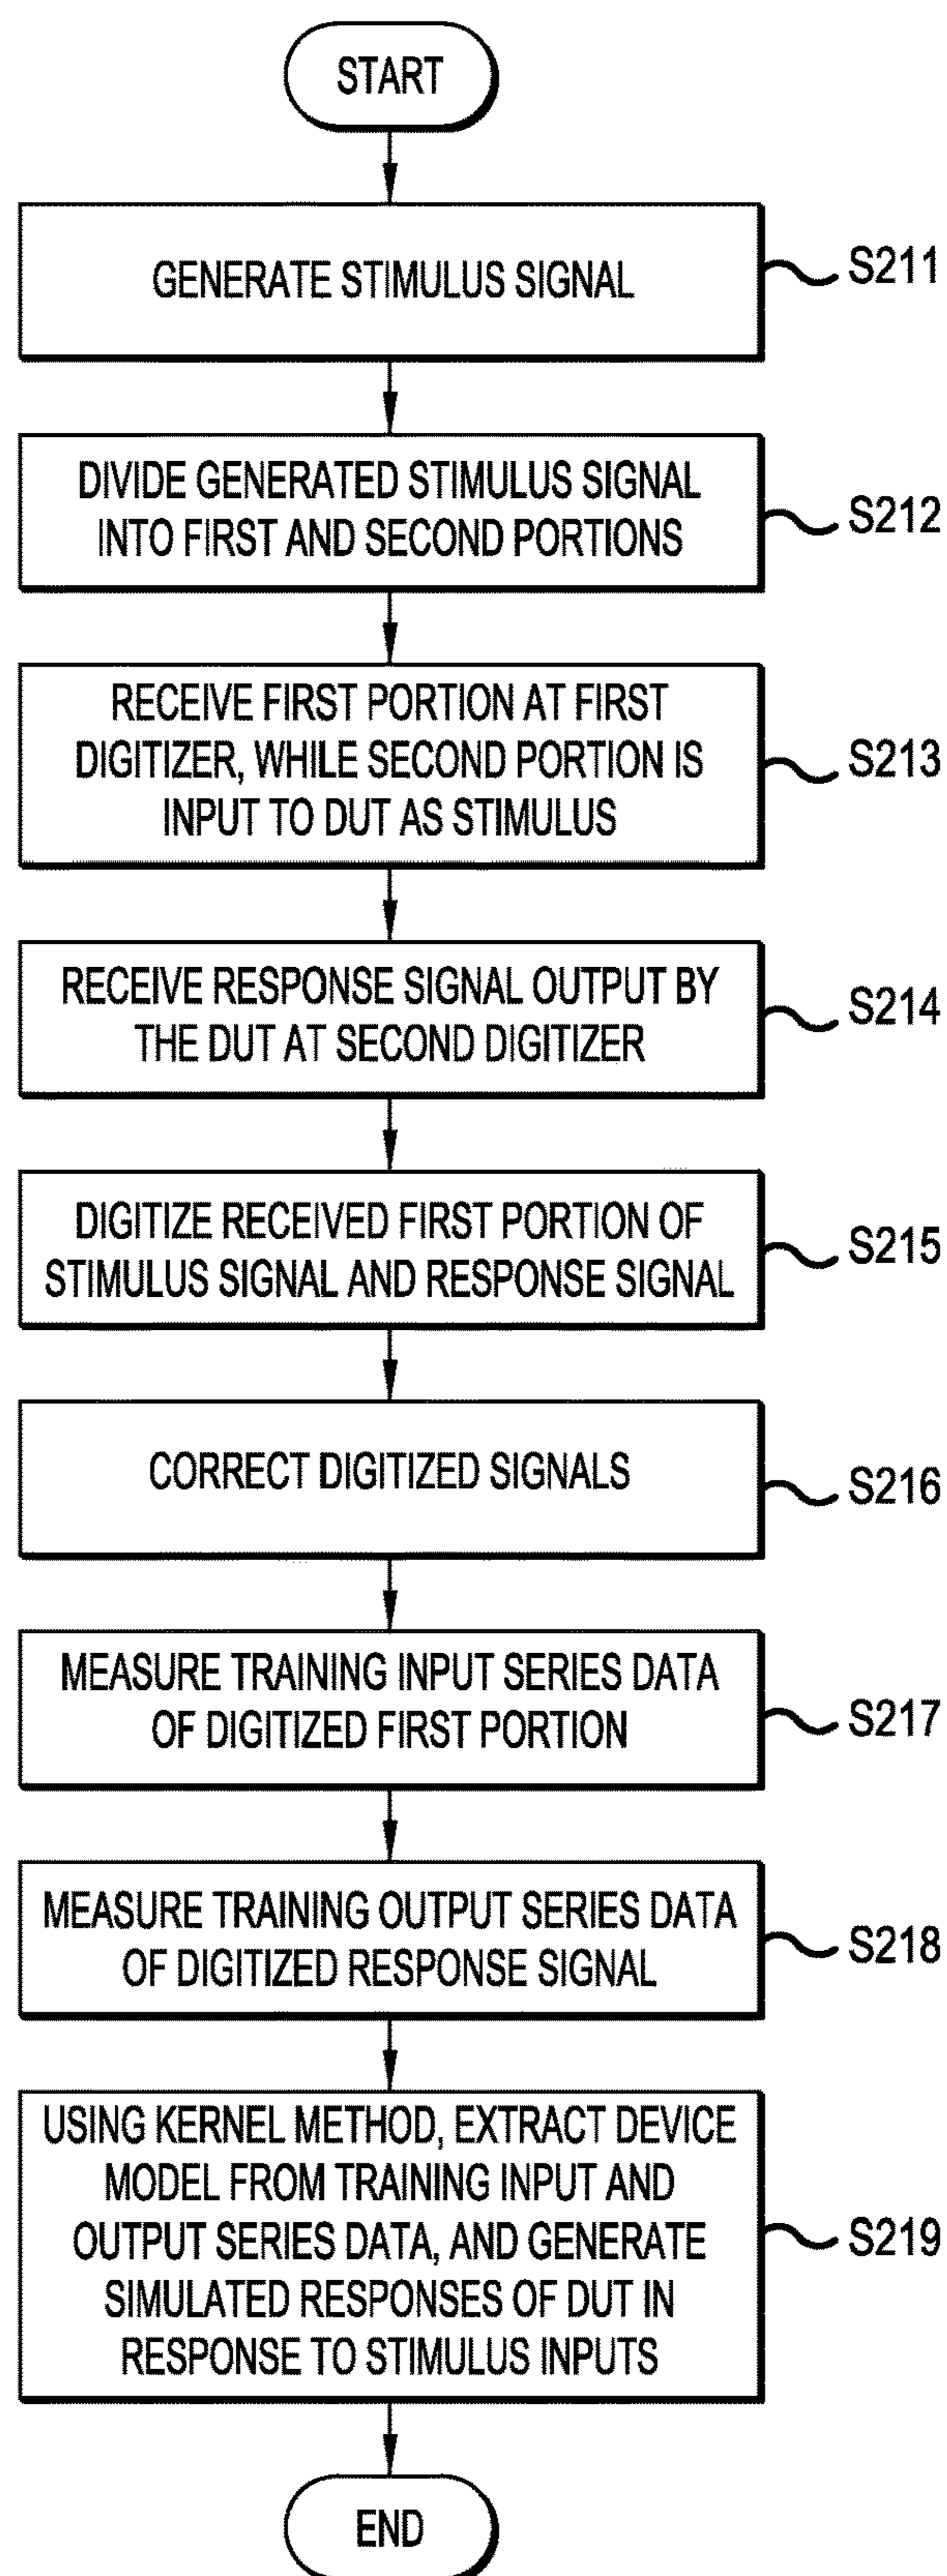 START
GENERATE STIMULUS SIGNAL
S211
DIVIDE GENERATED STIMULUS SIGNAL
INTO FIRST AND SECOND PORTIONS
S212
RECEIVE FIRST PORTION AT FIRST
DIGITIZER, WHILE SECOND PORTION IS
INPUT TO DUT AS STIMULUS
S213
RECEIVE RESPONSE SIGNAL OUTPUT BY
THE DUT AT SECOND DIGITIZER
S214
DIGITIZE RECEIVED FIRST PORTION OF
STIMULUS SIGNAL AND RESPONSE SIGNAL
S215
CORRECT DIGITIZED SIGNALS
S216
MEASURE TRAINING INPUT SERIES DATA
OF DIGITIZED FIRST PORTION
S217
MEASURE TRAINING OUTPUT SERIES DATA
OF DIGITIZED RESPONSE SIGNAL
S218
USING KERNEL METHOD, EXTRACT DEVICE
MODEL FROM TRAINING INPUT AND
OUTPUT SERIES DATA, AND GENERATE
SIMULATED RESPONSES OF DUT IN
RESPONSE TO STIMULUS INPUTS
S219
END